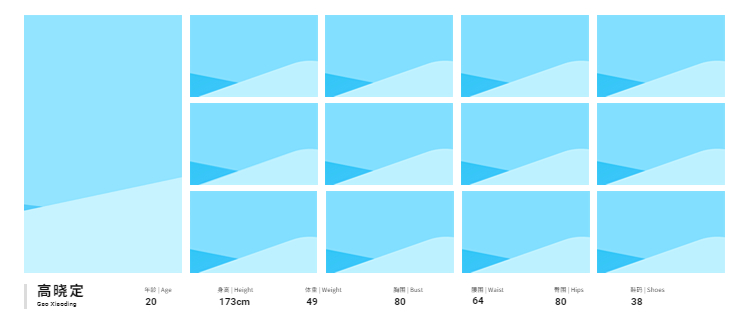 高晓定
Gao Xiaoding
年龄 | Age
20
身高 | Height
173cm
体重 | Weight
49
胸围 | Bust
80
腰围 | Waist
64
臀围 | Hips
80
鞋码 | Shoes
38